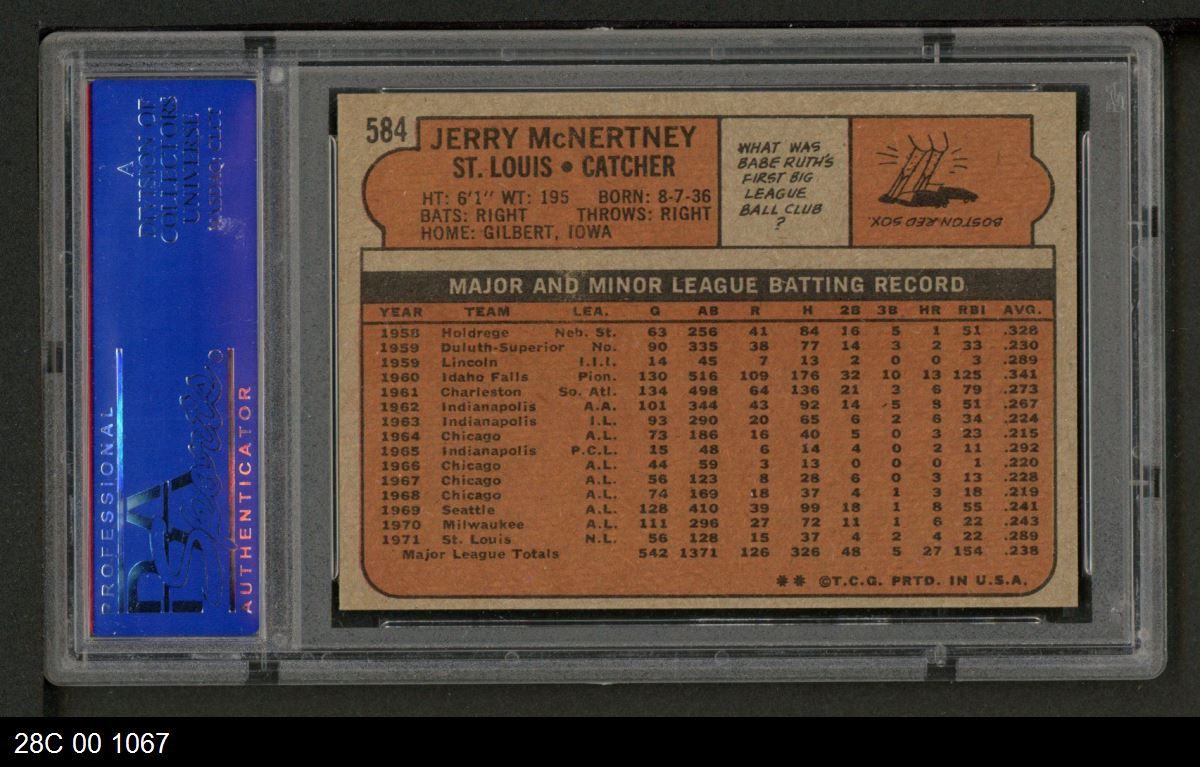 A
DIVISION OF
COLLECTORS
UNIVERSE
NASDAQ: CLCT
PROFESSIONAL
PSA
Sports
AUTHENTICATOR
584
JERRY McNERTNEY
ST. LOUIS • CATCHER
HT: 6'1" WT: 195 BORN: 8-7-36
BATS: RIGHT THROWS: RIGHT
HOME: GILBERT, IOWA
WHAT WAS
BABE RUTH'S
FIRST BIG
LEAGUE
BALL CLUB
?
BOSTON RED SOX.
MAJOR AND MINOR LEAGUE BATTING RECORD
YEAR TEAM LEA. G AB R H 2B 3B HR RBI AVG.
1958 Holdrege Neb. St. 63 256 41 84 16 5 1 51 .328
1959 Duluth-Superior No. 90 335 38 77 14 3 2 33 .230
1959 Lincoln I.I.I. 14 45 7 13 2 0 0 3 .289
1960 Idaho Falls Pion. 130 516 109 176 32 10 13 125 .341
1961 Charleston So. Atl. 134 498 64 136 21 3 6 79 .273
1962 Indianapolis A.A. 101 344 43 92 14 5 8 51 .267
1963 Indianapolis I.L. 93 290 20 65 6 2 6 34 .224
1964 Chicago A.L. 73 186 16 40 5 0 3 23 .215
1965 Indianapolis P.C.L. 15 48 6 14 4 0 2 11 .292
1966 Chicago A.L. 44 59 3 13 0 0 0 1 .220
1967 Chicago A.L. 56 123 8 28 6 0 3 13 .228
1968 Chicago A.L. 74 169 18 37 4 1 3 18 .219
1969 Seattle A.L. 128 410 39 99 18 1 8 55 .241
1970 Milwaukee A.L. 111 296 27 72 11 1 6 22 .243
1971 St. Louis N.L. 56 128 15 37 4 2 4 22 .289
Major League Totals 542 1371 126 326 48 5 27 154 .238
** ©T.C.G. PRTD. IN U.S.A.
28C 00 1067